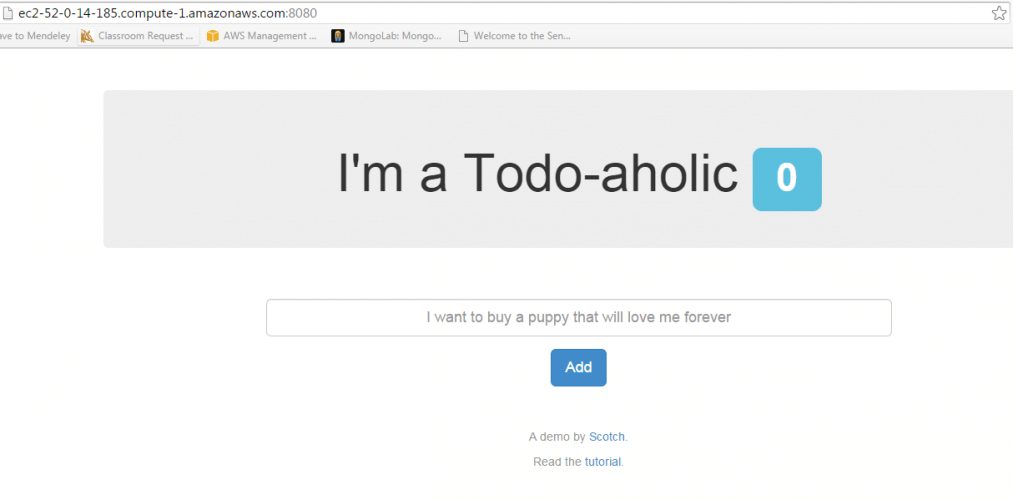 ec2-52-0-14-185.compute-1.amazonaws.com:8080
ve to Mendeley Classroom Request ... AWS Management ... MongoLab: Mongo... Welcome to the Sen...
I'm a Todo-aholic 0
I want to buy a puppy that will love me forever
Add
A demo by Scotch.
Read the tutorial.